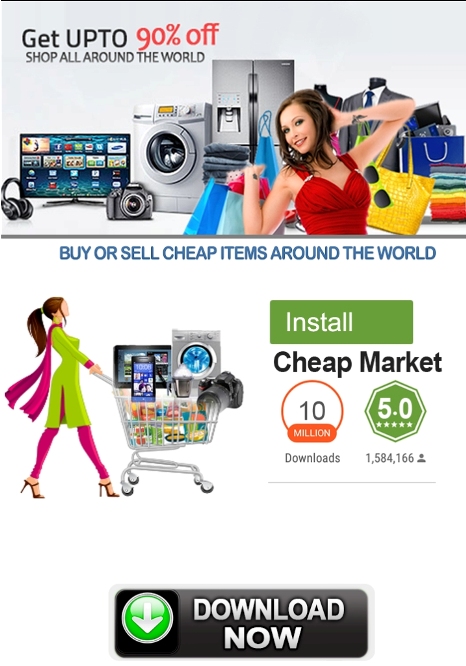 Get UPTO 90% off
SHOP ALL AROUND THE WORLD
BUY OR SELL CHEAP ITEMS AROUND THE WORLD
Install
Cheap Market
10
MILLION
Downloads
5.0
1,584,166
DOWNLOAD
NOW